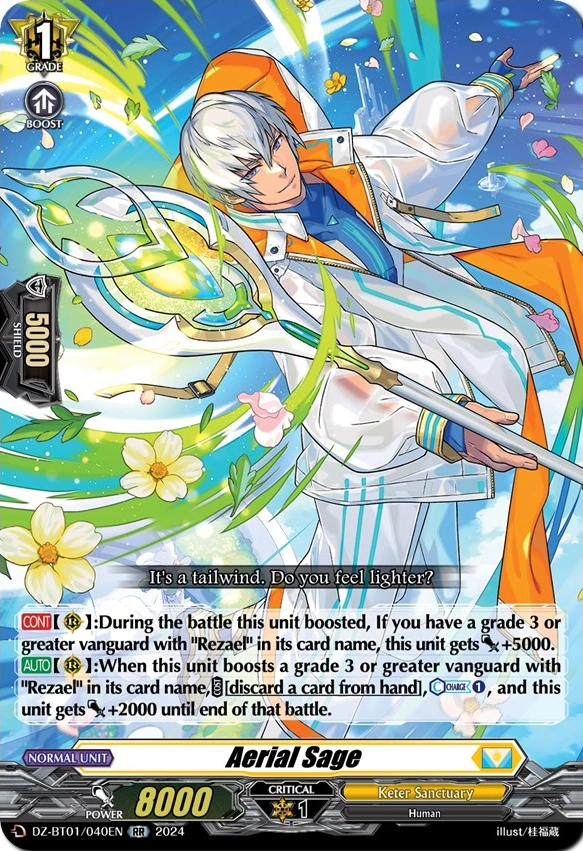 1
GRADE
BOOST
5000
SHIELD
It's a tailwind. Do you feel lighter?
CONT【 R 】:During the battle this unit boosted, If you have a grade 3 or
greater vanguard with "Rezael" in its card name, this unit gets +5000.
AUTO【 R 】:When this unit boosts a grade 3 or greater vanguard with
"Rezael" in its card name, [discard a card from hand], C CHARGE 1, and this
unit gets +2000 until end of that battle.
NORMAL UNIT
Aerial Sage
POWER 8000
CRITICAL
1
Keter Sanctuary
Human
D DZ-BT01/040EN RR 2024
illust/桂福蔵